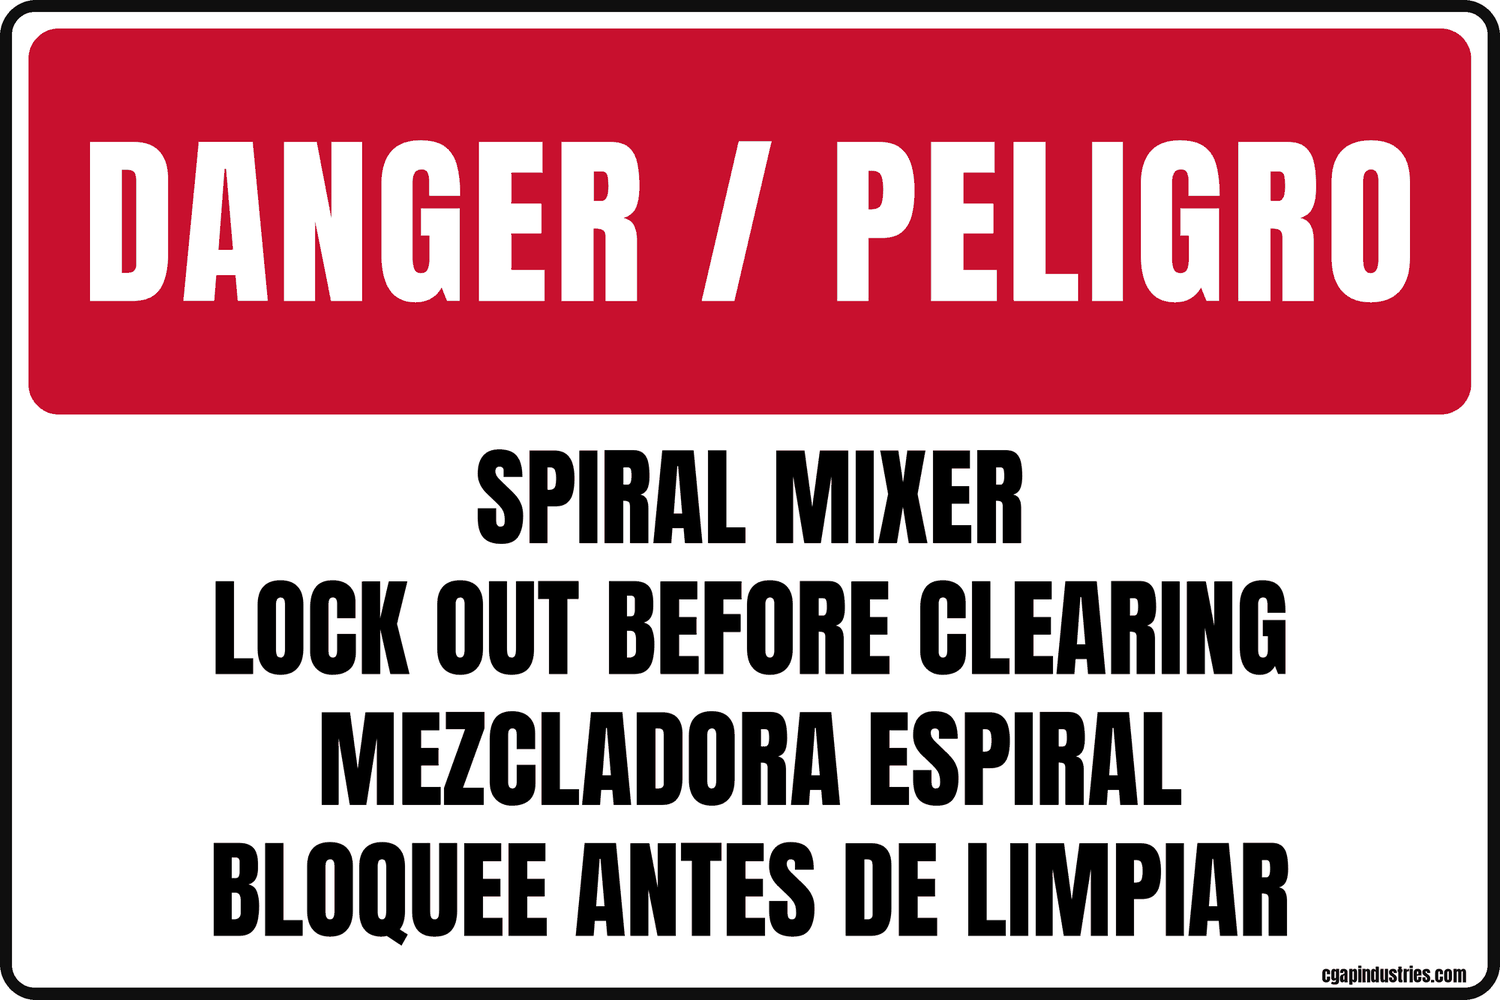 DANGER / PELIGRO
SPIRAL MIXER
LOCK OUT BEFORE CLEARING
MEZCLADORA ESPIRAL
BLOQUEE ANTES DE LIMPIAR
cgapindustries.com